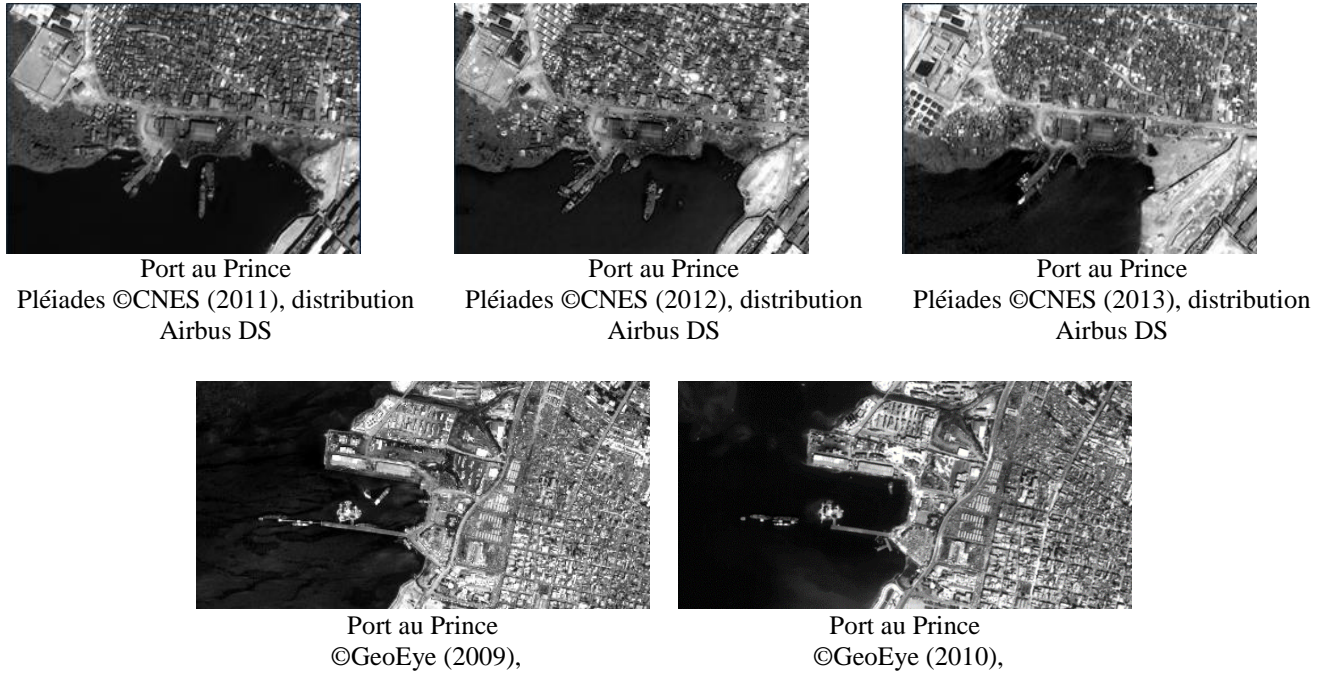 Port au Prince
Pléiades ©CNES (2011), distribution
Airbus DS
Port au Prince
Pléiades ©CNES (2012), distribution
Airbus DS
Port au Prince
Pléiades ©CNES (2013), distribution
Airbus DS
Port au Prince
©GeoEye (2009),
Port au Prince
©GeoEye (2010),